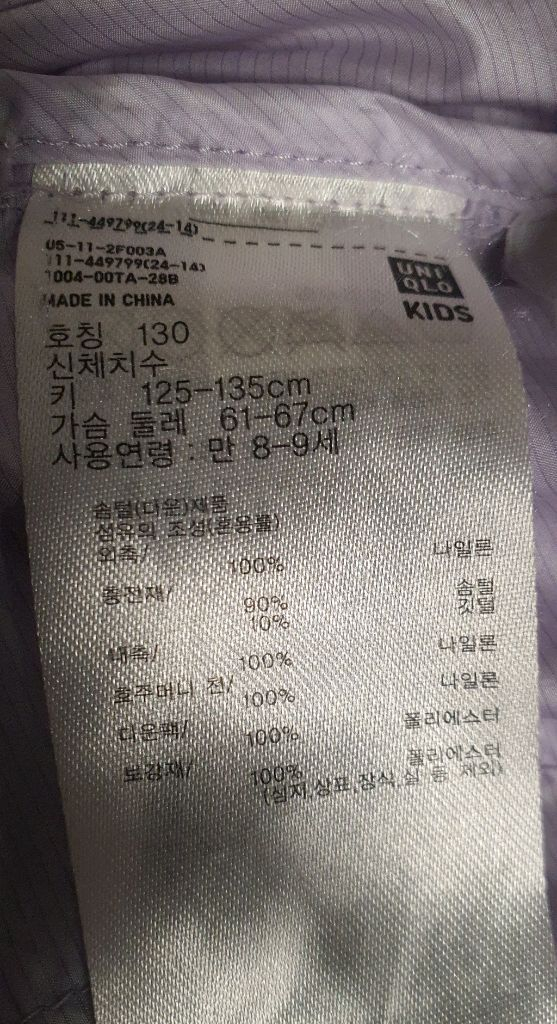 111-449799(24-14)
05-11-2F003A
111-449799(24-14)
1004-00TA-28B
MADE IN CHINA
UNI
QLO
KIDS
호칭 130
신체치수
키 125-135cm
가슴 둘레 61-67cm
사용연령 : 만 8-9세
솜털(다운)제품
섬유의 조성(혼용률)
외측/ 100% 나일론
충전재/ 90% 솜털
10% 깃털
내측/ 100% 나일론
호주머니 천/ 100% 나일론
다운팩/ 100% 폴리에스터
보강재/ 100% 폴리에스터
(심지,상표,장식,실 등 제외)